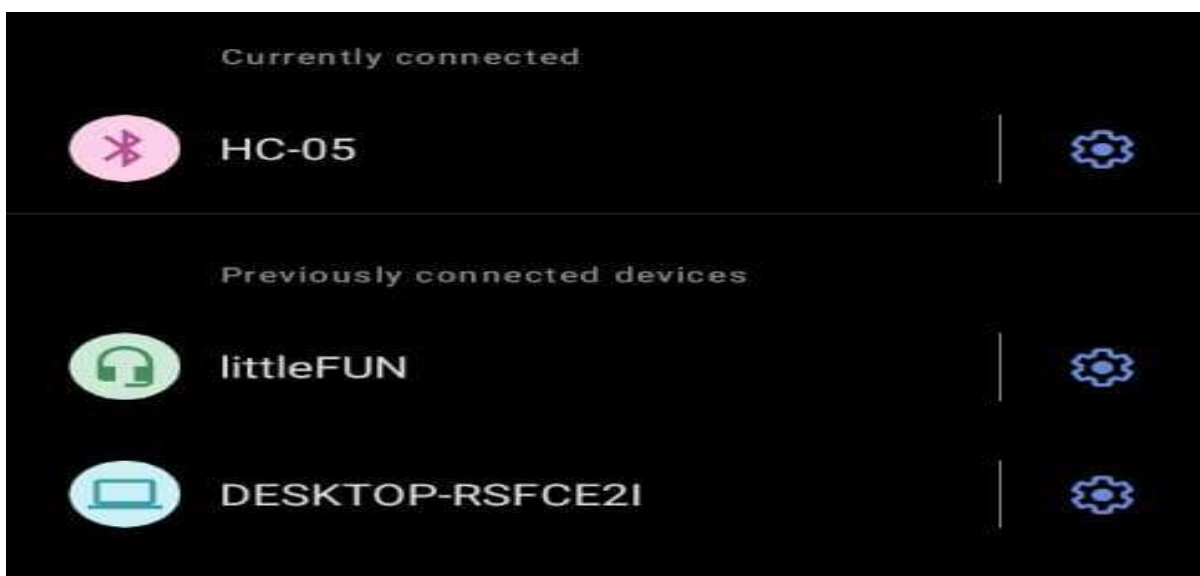 Currently connected
HC-05
Previously connected devices
littleFUN
DESKTOP-RSFCE2I